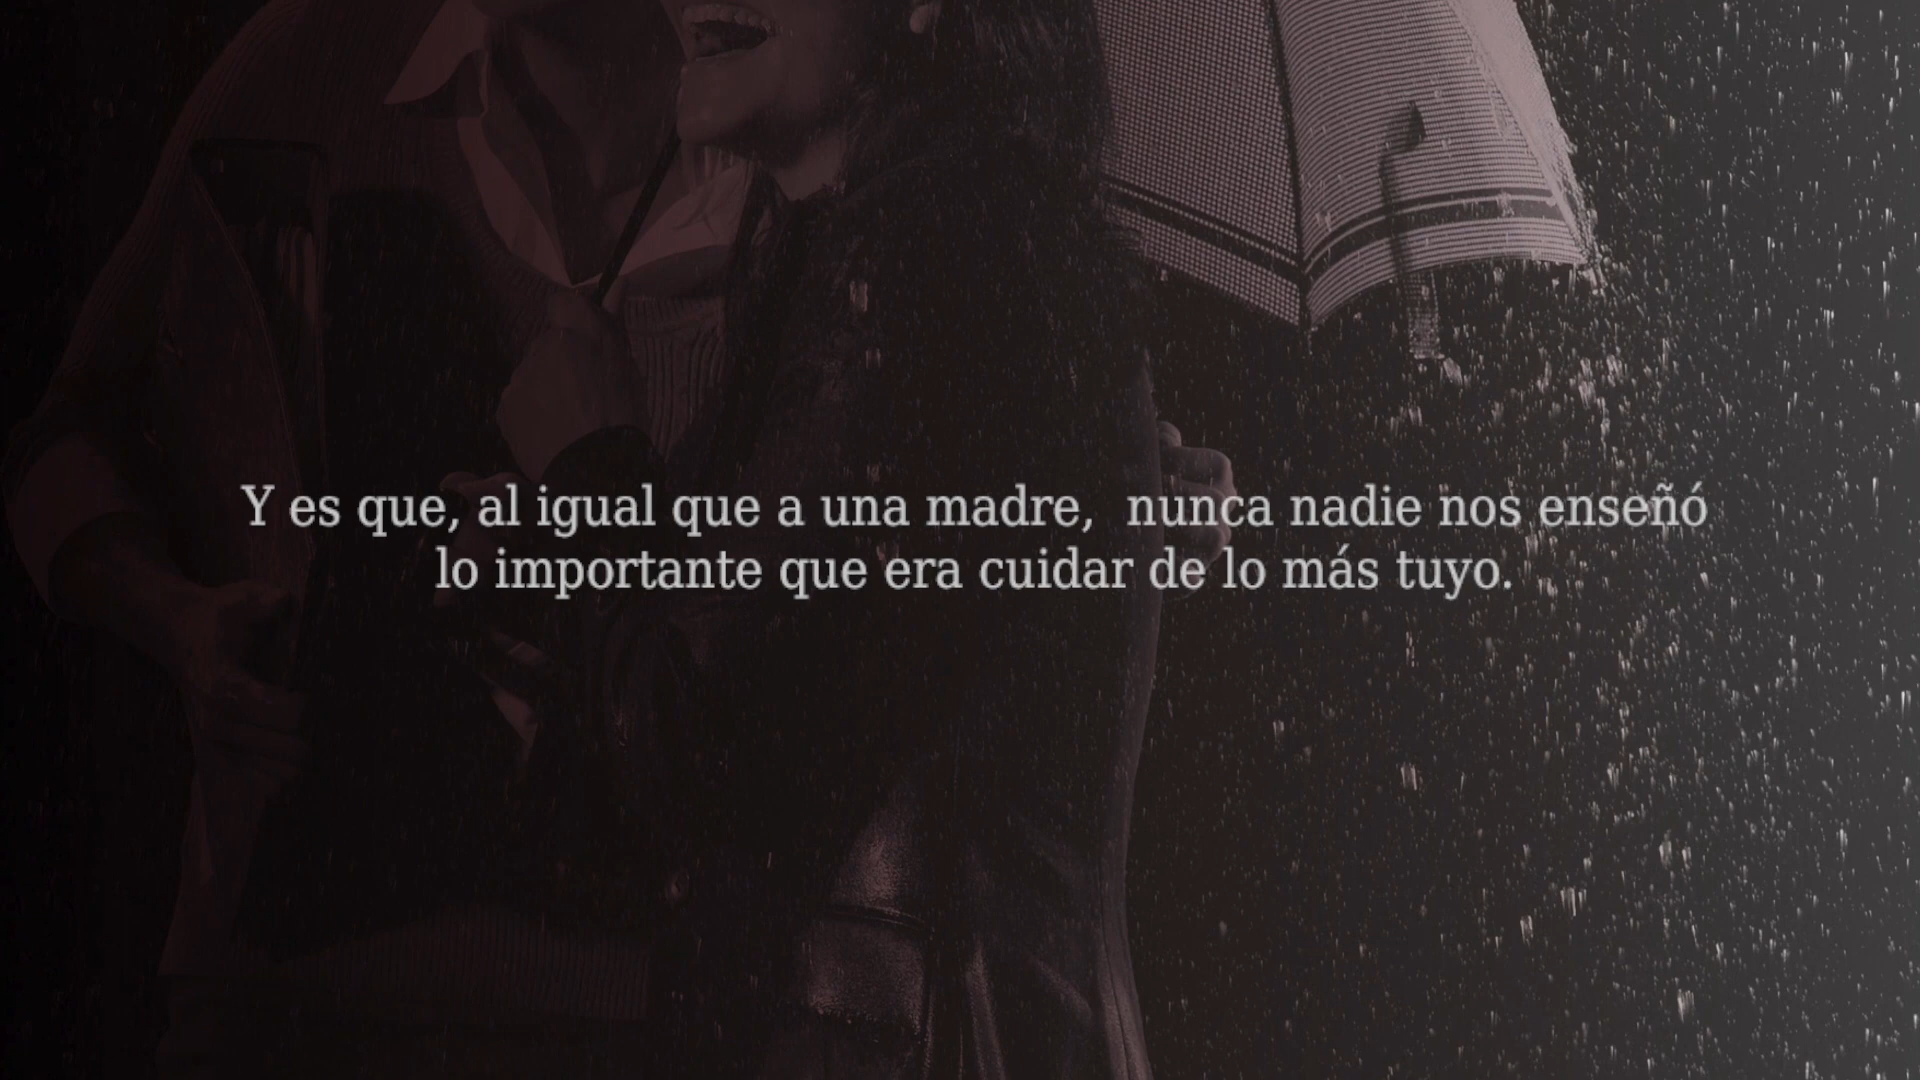 Y es que, al igual que a una madre,  nunca nadie nos enseñó
lo importante que era cuidar de lo más tuyo.